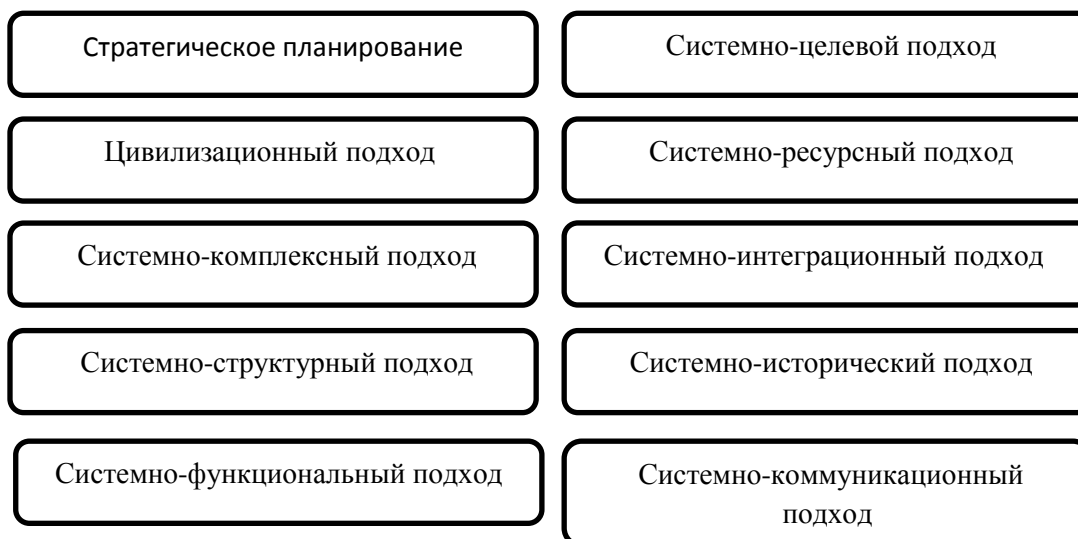 Стратегическое планирование
Системно-целевой подход
Цивилизационный подход
Системно-ресурсный подход
Системно-комплексный подход
Системно-интеграционный подход
Системно-структурный подход
Системно-исторический подход
Системно-функциональный подход
Системно-коммуникационный
подход